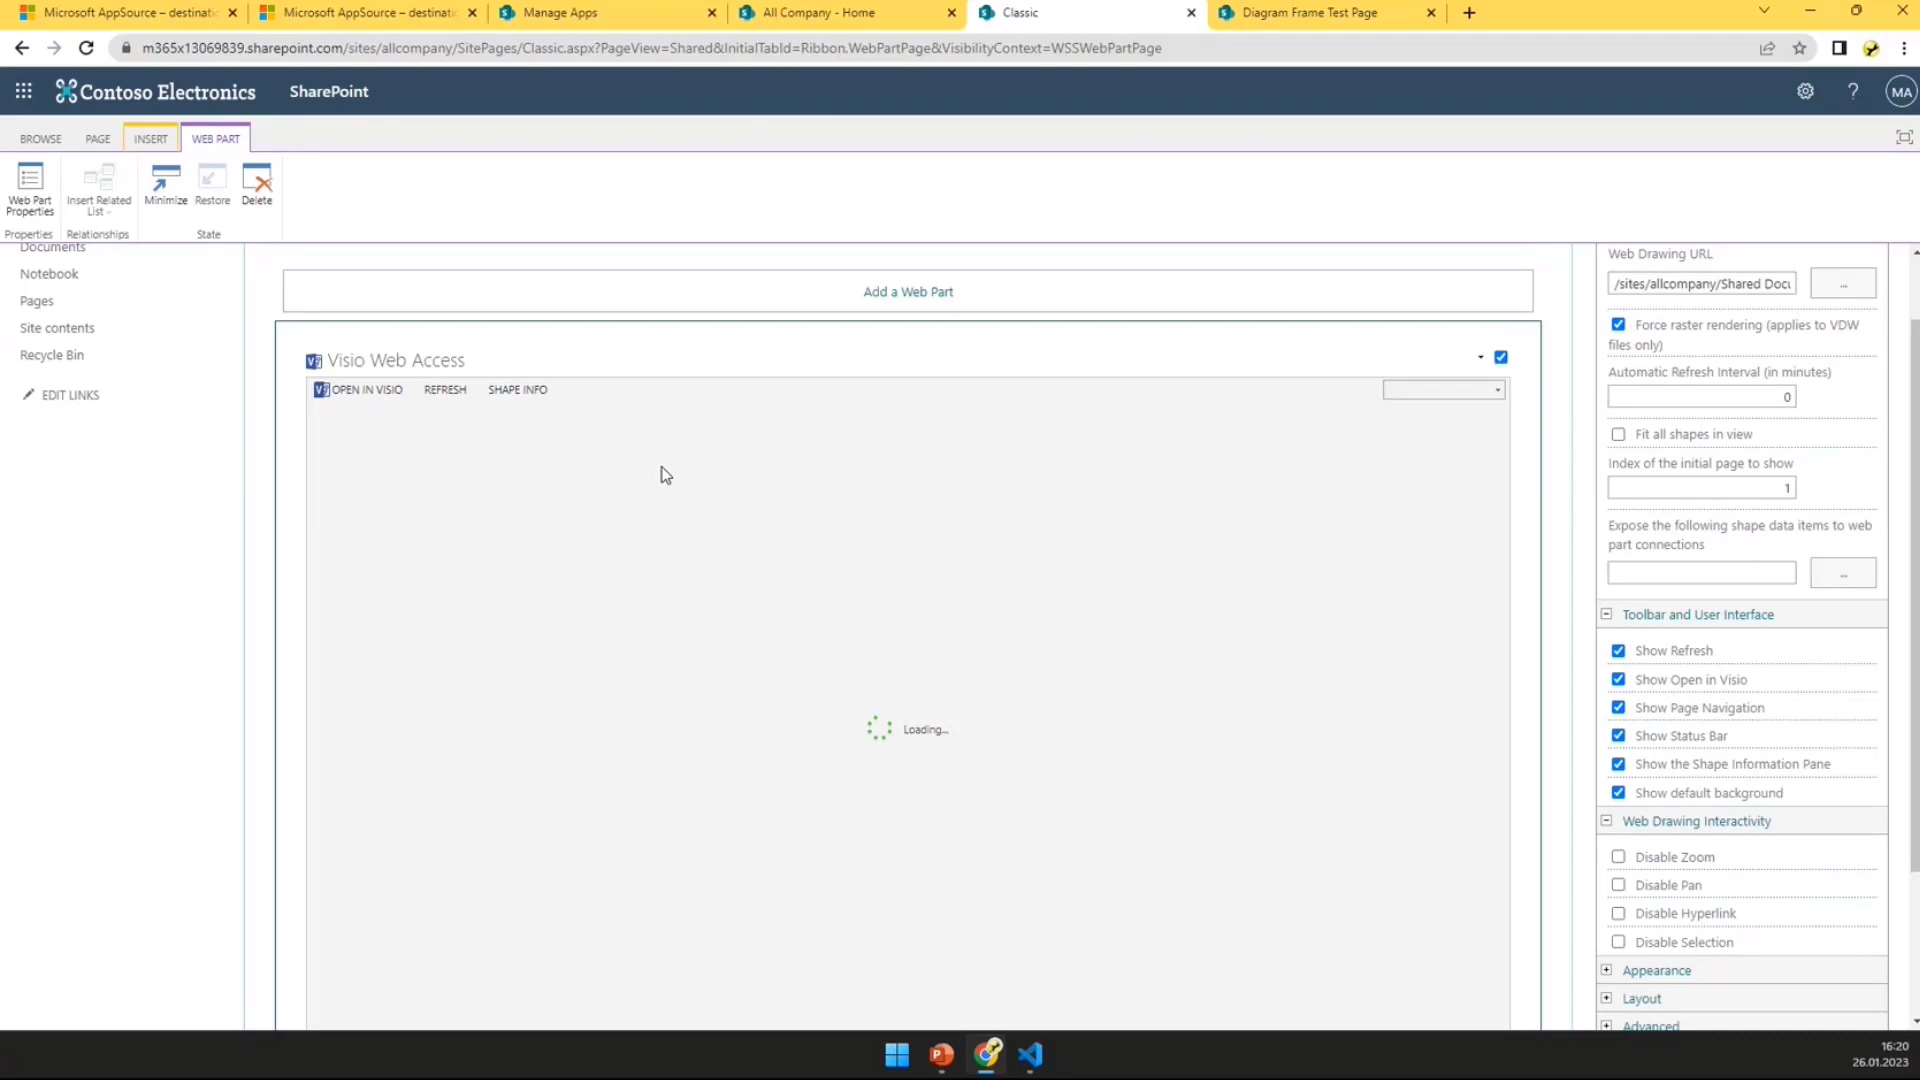 Microsoft AppSource – destinati
Microsoft AppSource – destinati
Manage Apps
All Company - Home
Classic
Diagram Frame Test Page
m365x13069839.sharepoint.com/sites/allcompany/SitePages/Classic.aspx?PageView=Shared&InitialTabId=Ribbon.WebPartPage&VisibilityContext=WSSWebPartPage
Contoso Electronics
SharePoint
?
MA
BROWSE
PAGE
INSERT
WEB PART
Web Part
Properties
Insert Related
List
Minimize
Restore
Delete
Properties
Relationships
State
Documents
Notebook
Pages
Site contents
Recycle Bin
EDIT LINKS
Add a Web Part
Visio Web Access
OPEN IN VISIO
REFRESH
SHAPE INFO
Loading...
Web Drawing URL
/sites/allcompany/Shared Docu
...
Force raster rendering (applies to VDW
files only)
Automatic Refresh Interval (in minutes)
0
Fit all shapes in view
Index of the initial page to show
1
Expose the following shape data items to web
part connections
...
Toolbar and User Interface
Show Refresh
Show Open in Visio
Show Page Navigation
Show Status Bar
Show the Shape Information Pane
Show default background
Web Drawing Interactivity
Disable Zoom
Disable Pan
Disable Hyperlink
Disable Selection
Appearance
Layout
Advanced
16:20
26.01.2023